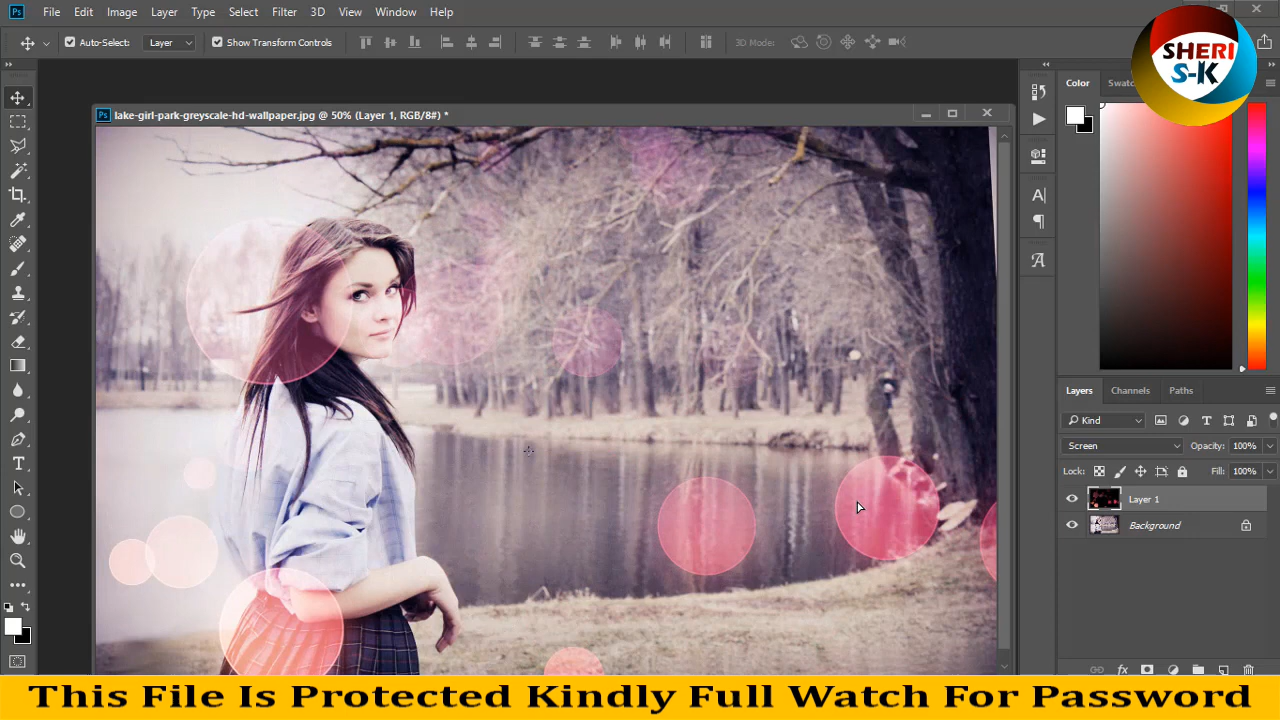 Ps File Edit Image Layer Type Select Filter 3D View Window Help
Auto-Select: Layer Show Transform Controls 3D Mode:
SHERI
S-K
Ps lake-girl-park-greyscale-hd-wallpaper.jpg @ 50% (Layer 1, RGB/8#) *
Color Swatc
Layers Channels Paths
Kind
Screen Opacity: 100%
Lock: Fill: 100%
Layer 1
Background
This File Is Protected Kindly Full Watch For Password